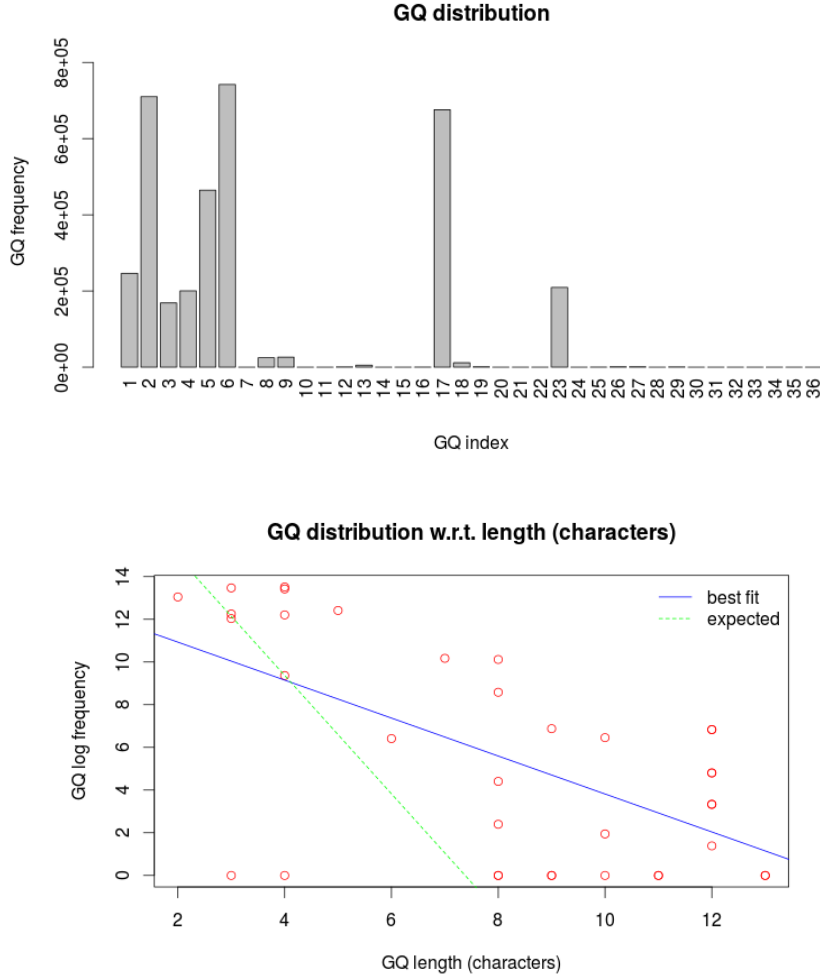 GQ distribution
GQ frequency
8e+05
6e+05
4e+05
2e+05
0e+00
1 2 3 4 5 6 7 8 9 10 11 12 13 14 15 16 17 18 19 20 21 22 23 24 25 26 27 28 29 30 31 32 33 34 35 36
GQ index
GQ distribution w.r.t. length (characters)
GQ log frequency
14
12
10
8
6
4
2
0
best fit
expected
2 4 6 8 10 12
GQ length (characters)